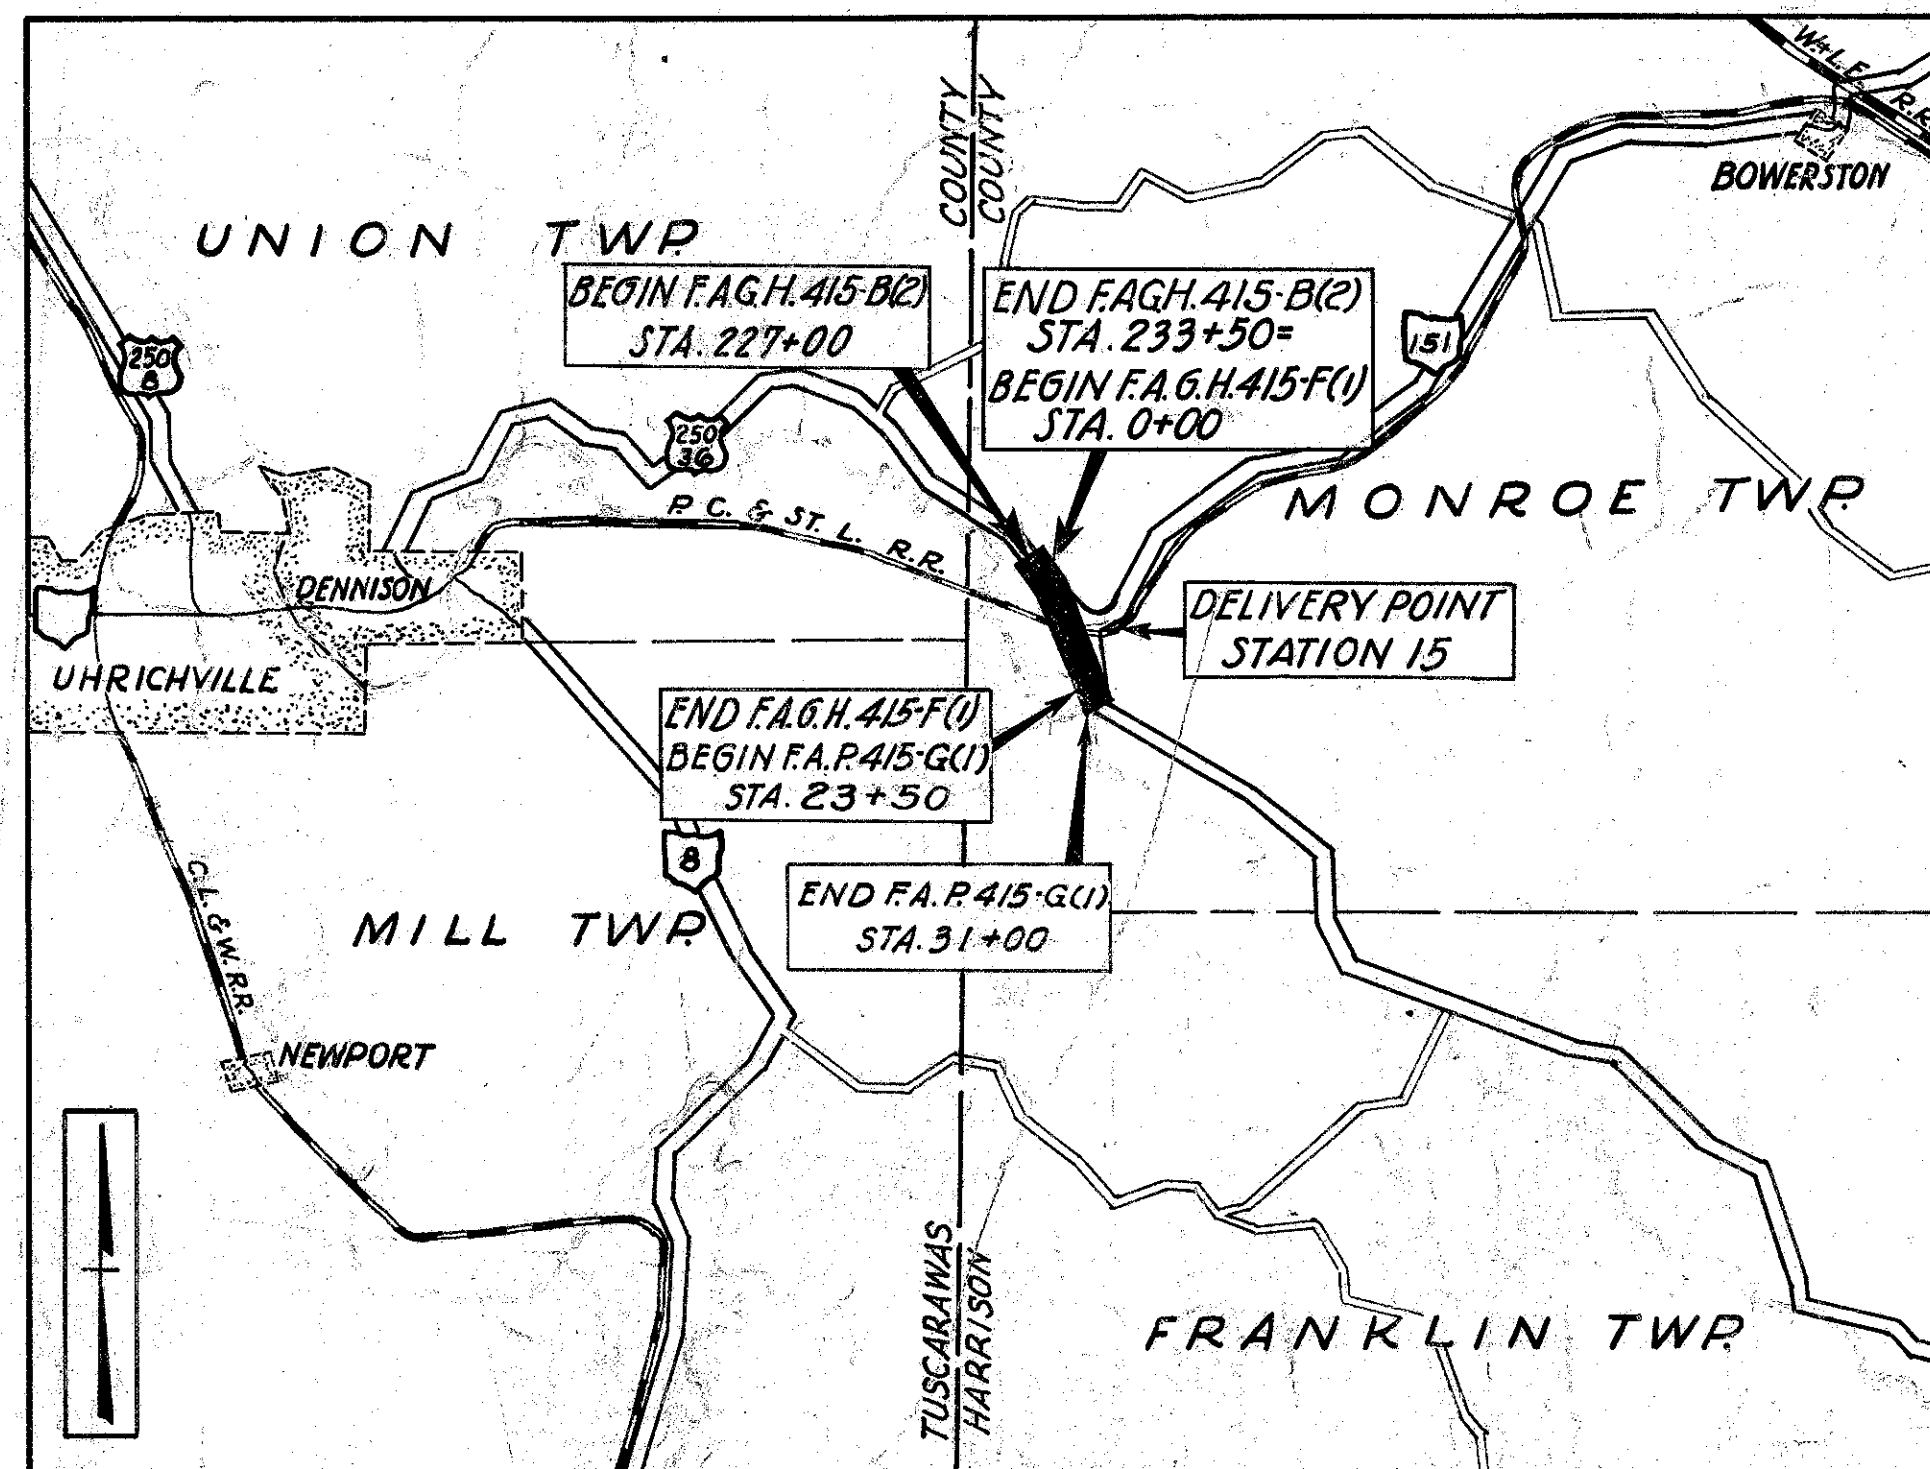 W. & L. E. R.R.
COUNTY
COUNTY
BOWERSTON
UNION TWP.
BEGIN F.A.G.H. 415-B(2)
STA. 227+00
END F.A.G.H. 415-B(2)
STA. 233+50=
BEGIN F.A.G.H. 415-F(1)
STA. 0+00
151
250
8
250
36
P. C. & ST. L. R.R.
MONROE TWP.
DENNISON
DELIVERY POINT
STATION 15
UHRICHVILLE
END F.A.G.H. 415-F(1)
BEGIN F.A.P. 415-G(1)
STA. 23+50
8
END F.A.P. 415-G(1)
STA. 31+00
C. L. & W. R.R.
MILL TWP.
NEWPORT
TUSCARAWAS
HARRISON
FRANKLIN TWP.